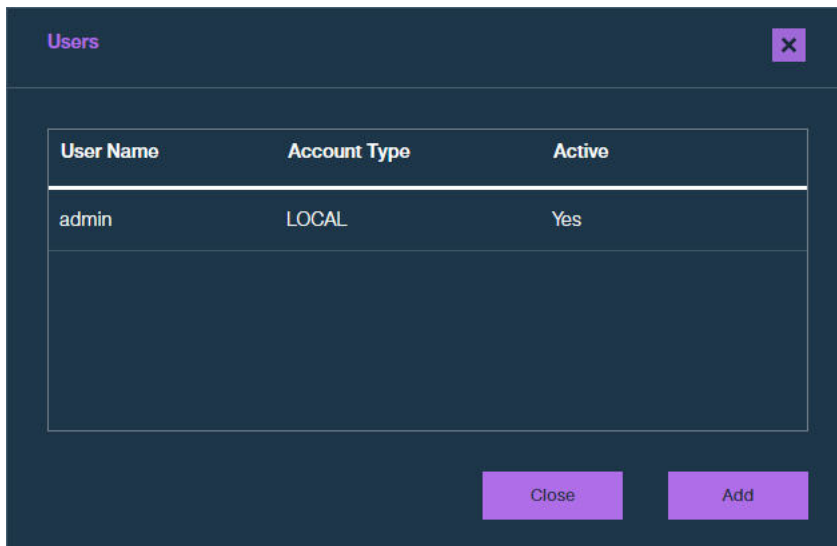 Users
User Name Account Type Active
admin LOCAL Yes
Close Add